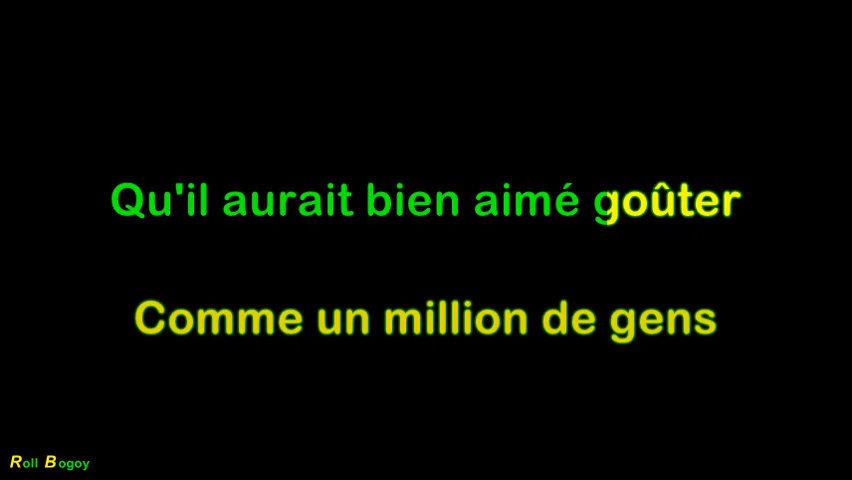 Qu'il aurait bien aimé goûter
Comme un million de gens
Roll Bogoy